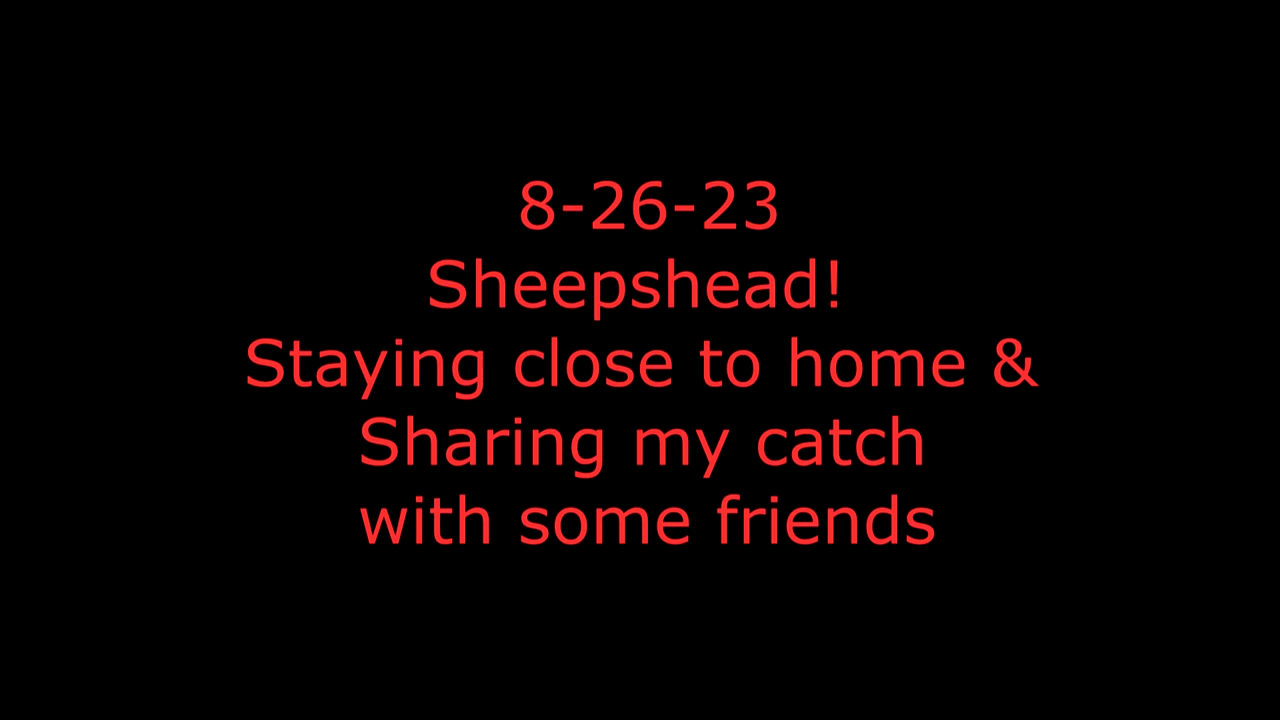 8-26-23
Sheepshead!
Staying close to home &
Sharing my catch
with some friends